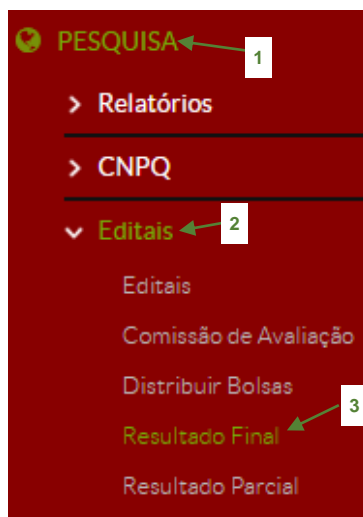 PESQUISA 1
Relatórios
CNPQ
Editais 2
Editais
Comissão de Avaliação
Distribuir Bolsas
3
Resultado Final
Resultado Parcial